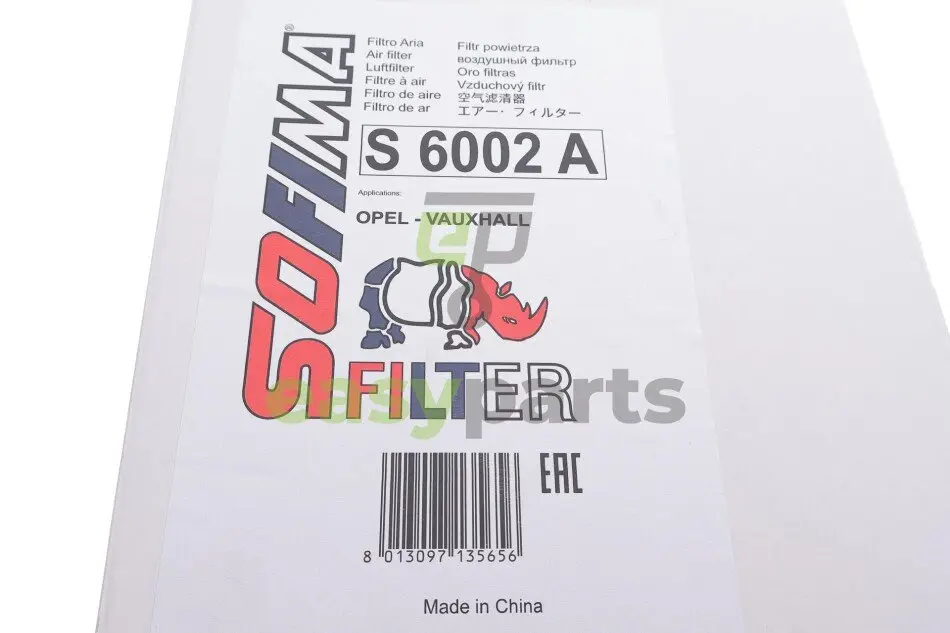 SOFIMA®
Filtro Aria
Air filter
Luftfilter
Filtre à air
Filtro de aire
Filtro de ar
Filtr powietrza
воздушный фильтр
Oro filtras
Vzduchový filtr
空气滤清器
エアー・フィルター
S 6002 A
Applications:
OPEL - VAUXHALL
FILTER
easyparts
EAC
8 013097 135656
Made in China